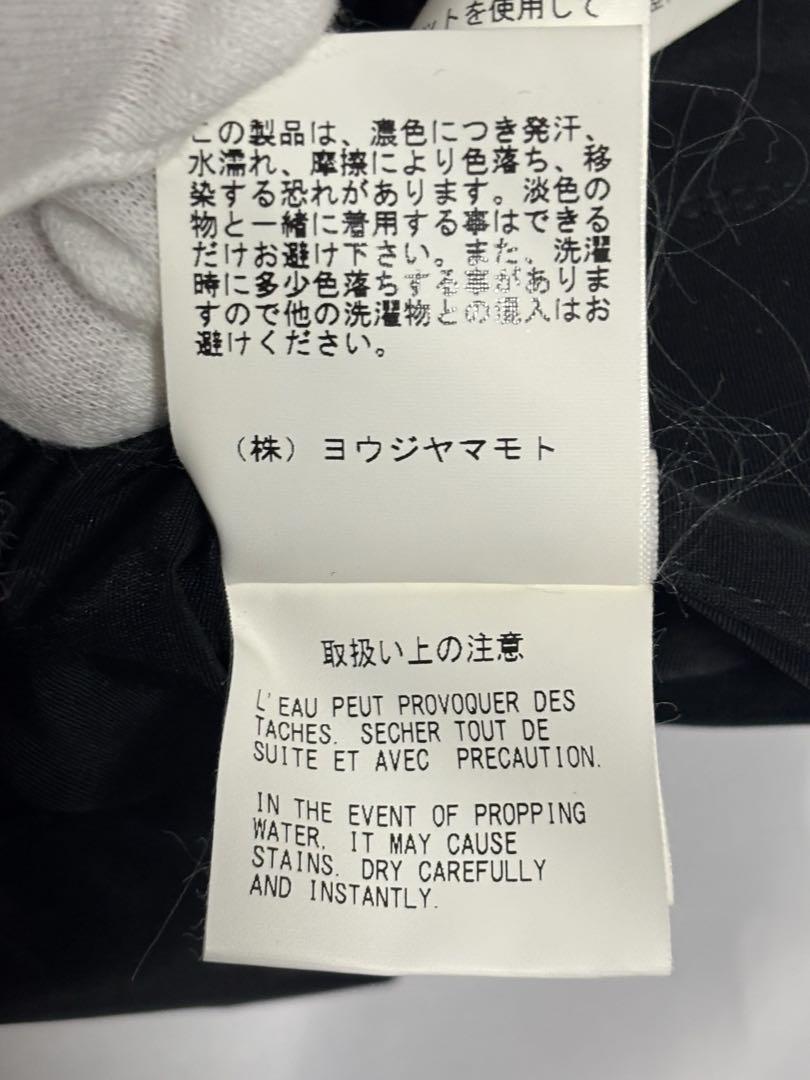 ットを使用して
この製品は、濃色につき発汗、
水濡れ、摩擦により色落ち、移
染する恐れがあります。淡色の
物と一緒に着用する事はできる
だけお避け下さい。また、洗濯
時に多少色落ちする事がありま
すので他の洗濯物との混入はお
避けください。
(株)ヨウジヤマモト
取扱い上の注意
L'EAU PEUT PROVOQUER DES
TACHES. SECHER TOUT DE
SUITE ET AVEC PRECAUTION.
IN THE EVENT OF PROPPING
WATER, IT MAY CAUSE
STAINS. DRY CAREFULLY
AND INSTANTLY.